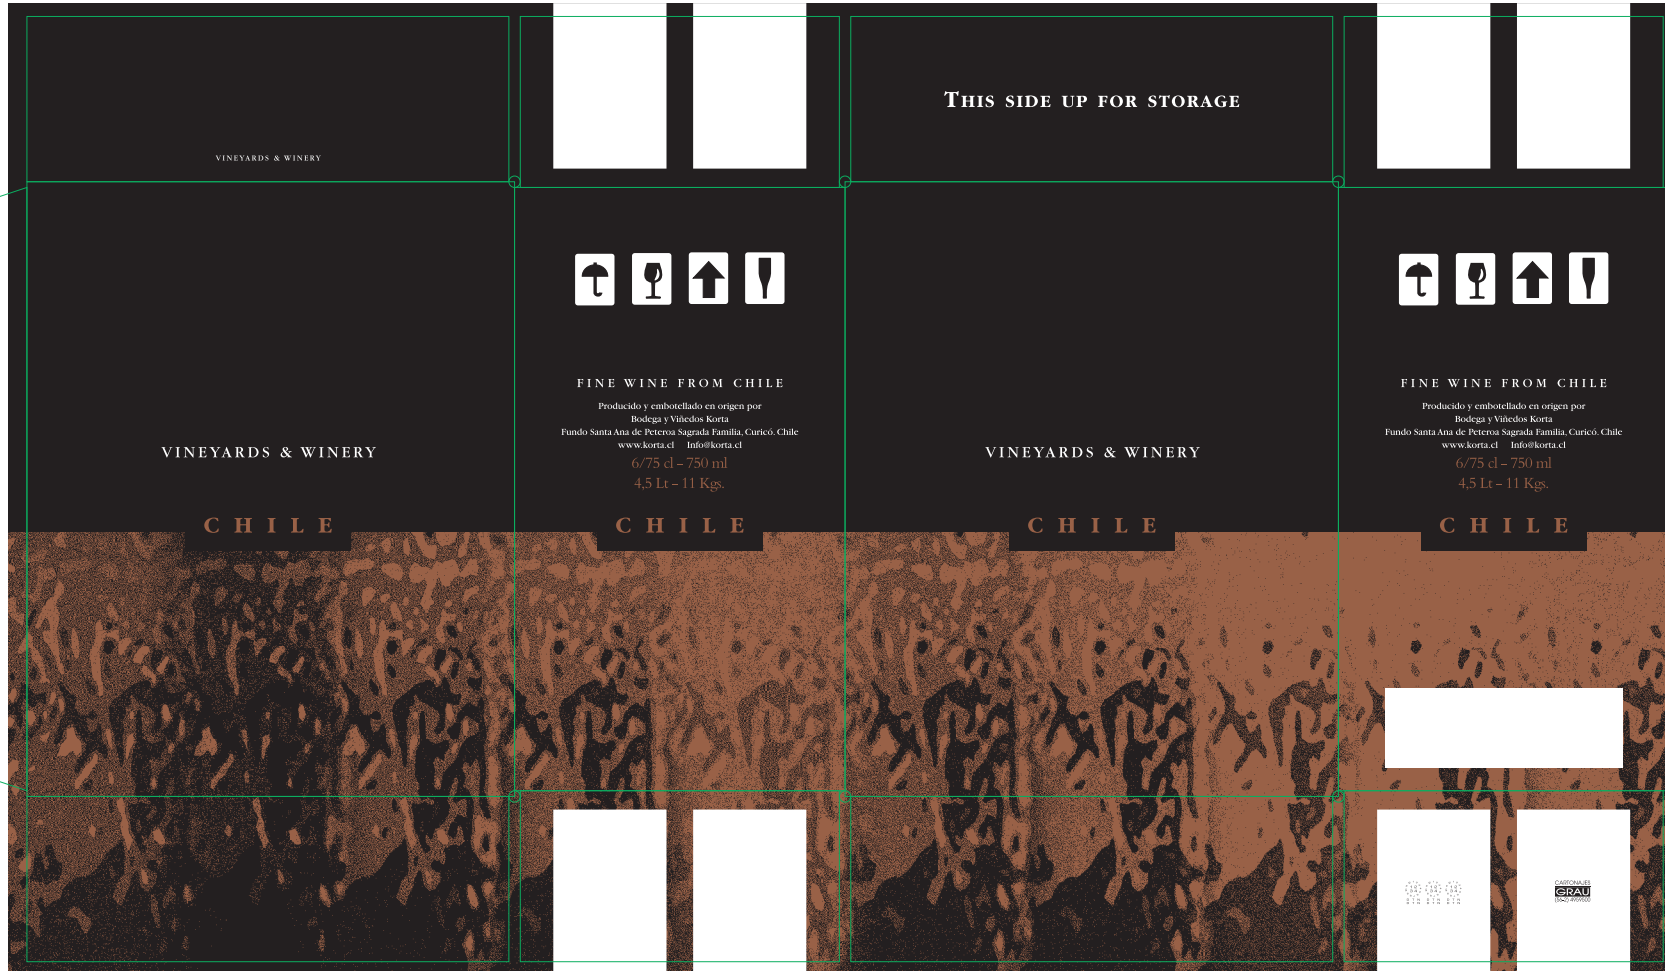 VINEYARDS & WINERY
THIS SIDE UP FOR STORAGE
FINE WINE FROM CHILE
Producido y embotellado en origen por
Bodega y Viñedos Korta
Fundo Santa Ana de Peteroa Sagrada Familia, Curicó. Chile
www.korta.cl Info@korta.cl
6/75 cl – 750 ml
4,5 Lt – 11 Kgs.
FINE WINE FROM CHILE
Producido y embotellado en origen por
Bodega y Viñedos Korta
Fundo Santa Ana de Peteroa Sagrada Familia, Curicó. Chile
www.korta.cl Info@korta.cl
6/75 cl – 750 ml
4,5 Lt – 11 Kgs.
VINEYARDS & WINERY
VINEYARDS & WINERY
CHILE
CHILE
CHILE
CHILE
CARTONAJES
GRAU
(56-2) 4959500